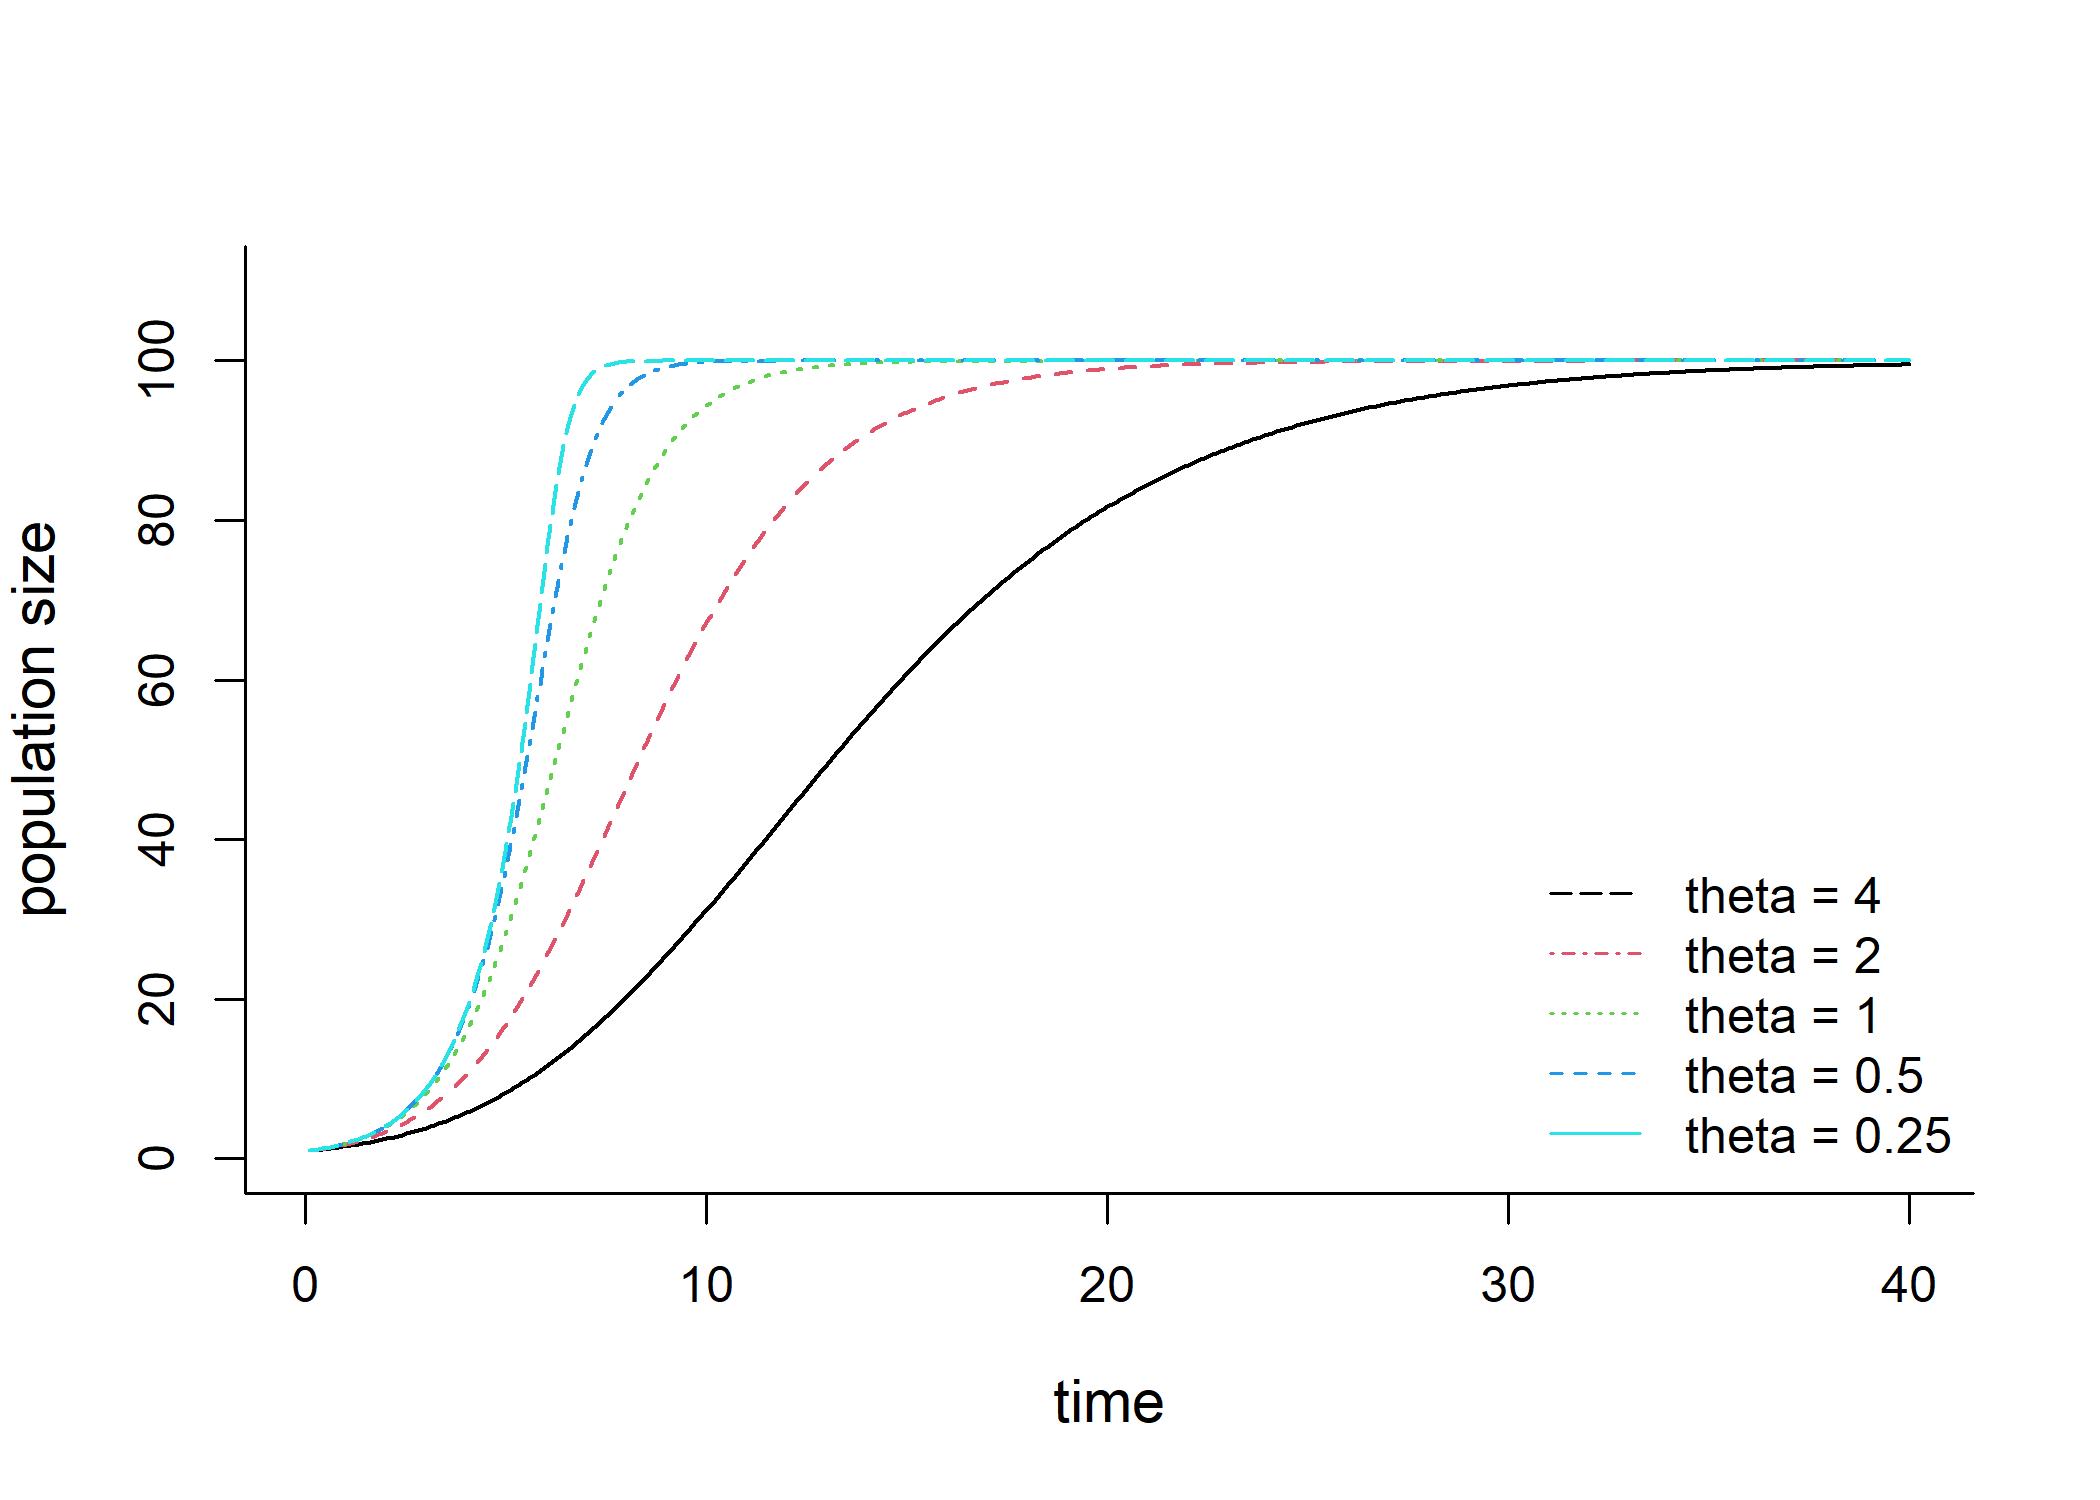 population size
100
80
60
40
20
0
theta = 4
theta = 2
theta = 1
theta = 0.5
theta = 0.25
0 10 20 30 40
time